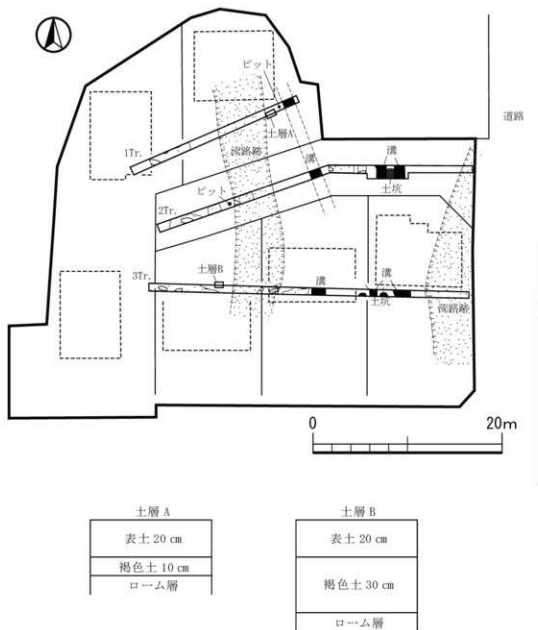 ピット
道路
土層A
1Tr.
流路跡
溝
溝
ピット
土坑
2Tr.
土層B
溝
溝
3Tr.
土坑
流路跡
0 20m
土層 A
表土 20 cm
褐色土 10 cm
ローム層
土層 B
表土 20 cm
褐色土 30 cm
ローム層